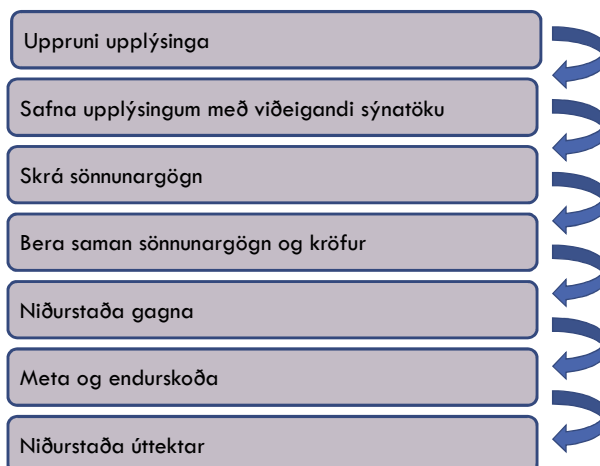 Uppruni upplýsinga
Safna upplýsingum með viðeigandi sýnatöku
Skrá sönnunargögn
Bera saman sönnunargögn og kröfur
Niðurstaða gagna
Meta og endurskoða
Niðurstaða úttektar